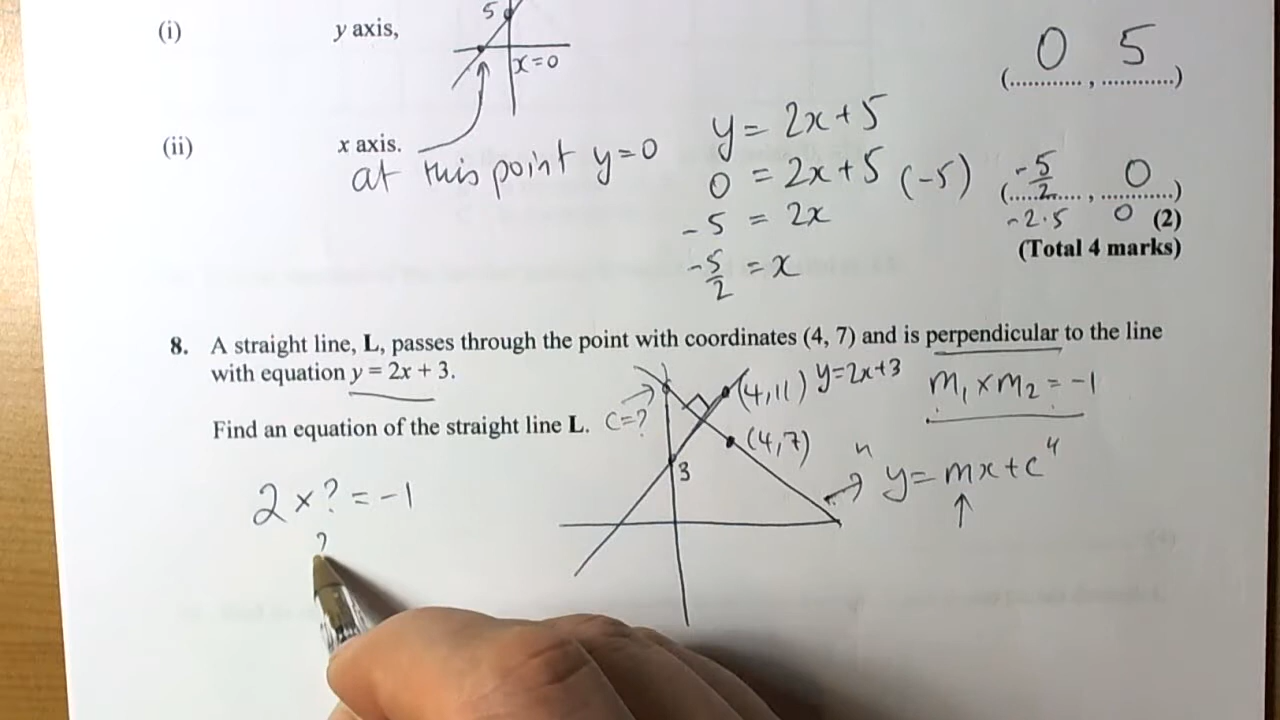 5
(i) y axis,
x=0
0 5
(............ , ............)
y = 2x+5
(ii) x axis.
at this point y=0
0 = 2x+5 (-5)
-5/2 0
(............ , ............)
-5 = 2x
-2.5 0 (2)
(Total 4 marks)
-5/2 = x
8. A straight line, L, passes through the point with coordinates (4, 7) and is perpendicular to the line
with equation y = 2x + 3.
(4,11) y=2x+3
m₁ x m₂ = -1
Find an equation of the straight line L.
c=?
(4,7)
3
" y=mx+c "
2 x ? = -1
?